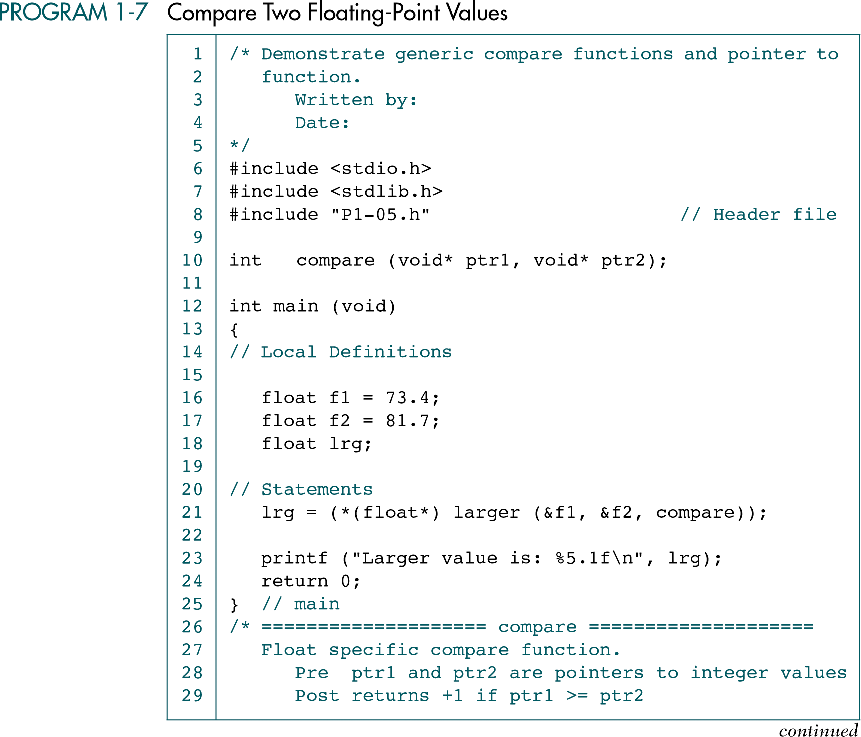 PROGRAM 1-7 Compare Two Floating-Point Values
1 /* Demonstrate generic compare functions and pointer to
2 function.
3 Written by:
4 Date:
5 */
6 #include <stdio.h>
7 #include <stdlib.h>
8 #include "P1-05.h" // Header file
9
10 int compare (void* ptr1, void* ptr2);
11
12 int main (void)
13 {
14 // Local Definitions
15
16 float f1 = 73.4;
17 float f2 = 81.7;
18 float lrg;
19
20 // Statements
21 lrg = (*(float*) larger (&f1, &f2, compare));
22
23 printf ("Larger value is: %5.1f\n", lrg);
24 return 0;
25 } // main
26 /* ==================== compare ====================
27 Float specific compare function.
28 Pre ptr1 and ptr2 are pointers to integer values
29 Post returns +1 if ptr1 >= ptr2
continued